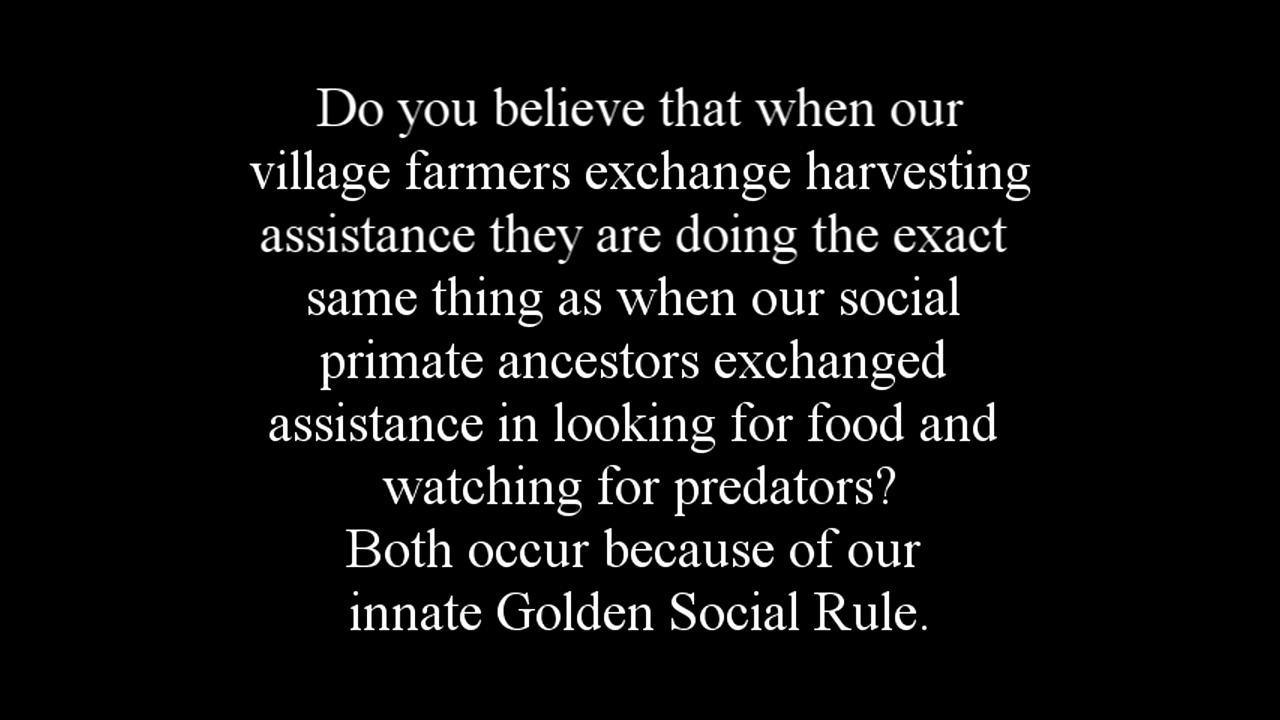 Do you believe that when our
village farmers exchange harvesting
assistance they are doing the exact
same thing as when our social
primate ancestors exchanged
assistance in looking for food and
watching for predators?
Both occur because of our
innate Golden Social Rule.